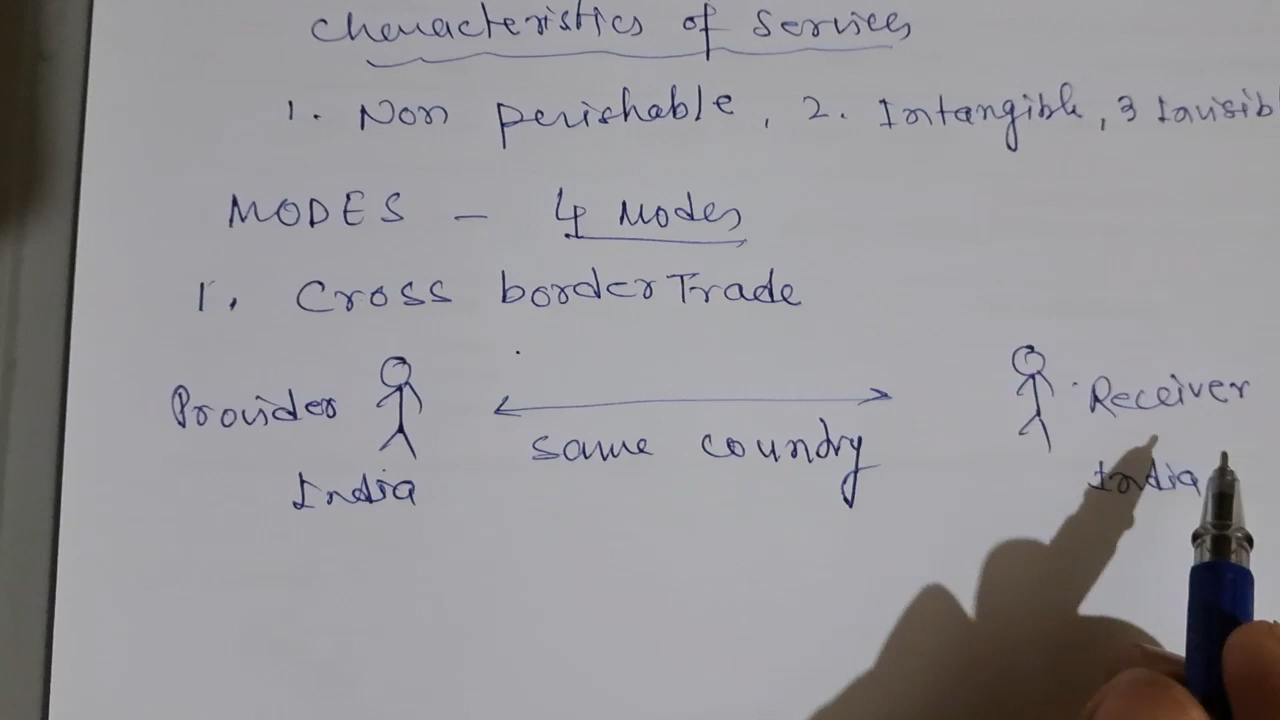 Characteristics of Services
1. Non perishable, 2. Intangible, 3 Invisib
MODES - 4 Modes
1. Cross border Trade
Provider Receiver
same coundry
India India